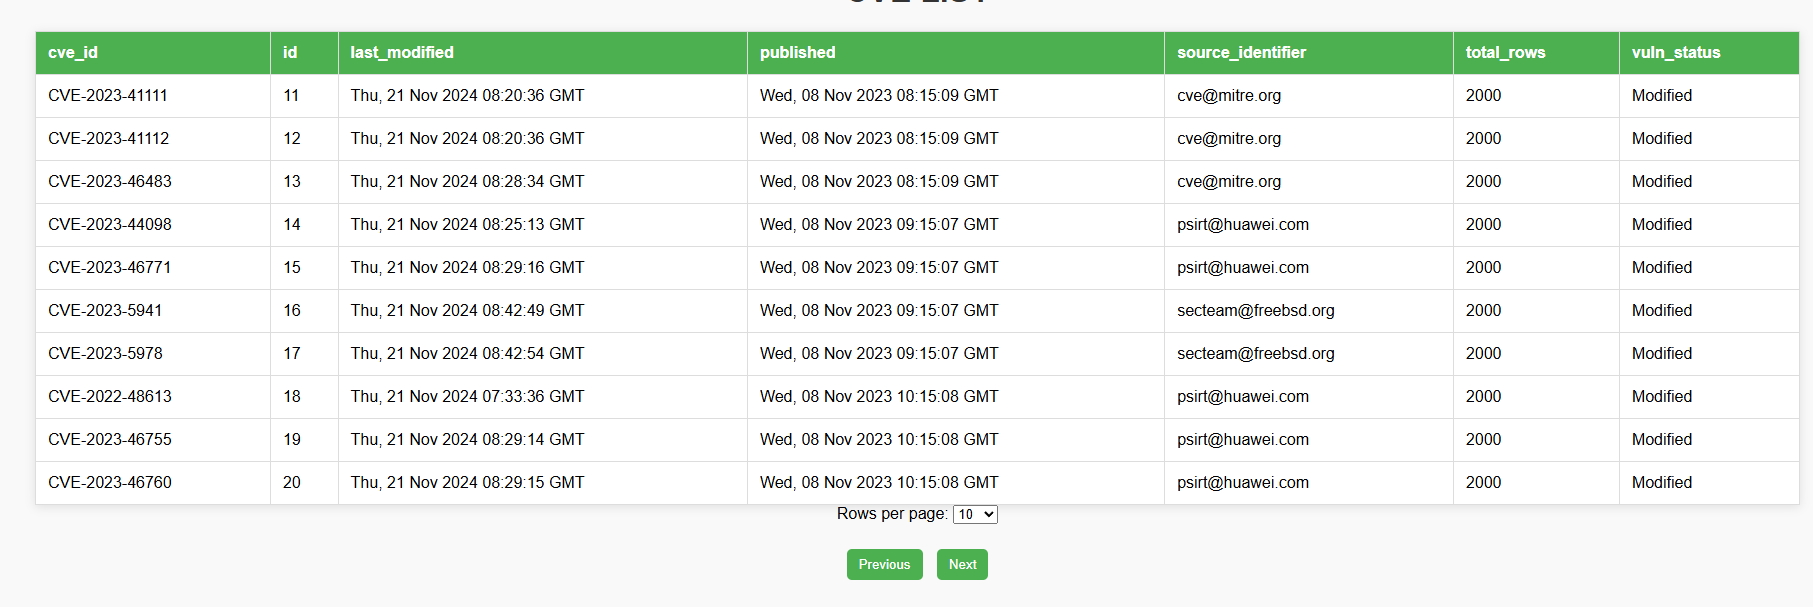 CVE LIST
cve_id id last_modified published source_identifier total_rows vuln_status
CVE-2023-41111 11 Thu, 21 Nov 2024 08:20:36 GMT Wed, 08 Nov 2023 08:15:09 GMT cve@mitre.org 2000 Modified
CVE-2023-41112 12 Thu, 21 Nov 2024 08:20:36 GMT Wed, 08 Nov 2023 08:15:09 GMT cve@mitre.org 2000 Modified
CVE-2023-46483 13 Thu, 21 Nov 2024 08:28:34 GMT Wed, 08 Nov 2023 08:15:09 GMT cve@mitre.org 2000 Modified
CVE-2023-44098 14 Thu, 21 Nov 2024 08:25:13 GMT Wed, 08 Nov 2023 09:15:07 GMT psirt@huawei.com 2000 Modified
CVE-2023-46771 15 Thu, 21 Nov 2024 08:29:16 GMT Wed, 08 Nov 2023 09:15:07 GMT psirt@huawei.com 2000 Modified
CVE-2023-5941 16 Thu, 21 Nov 2024 08:42:49 GMT Wed, 08 Nov 2023 09:15:07 GMT secteam@freebsd.org 2000 Modified
CVE-2023-5978 17 Thu, 21 Nov 2024 08:42:54 GMT Wed, 08 Nov 2023 09:15:07 GMT secteam@freebsd.org 2000 Modified
CVE-2022-48613 18 Thu, 21 Nov 2024 07:33:36 GMT Wed, 08 Nov 2023 10:15:08 GMT psirt@huawei.com 2000 Modified
CVE-2023-46755 19 Thu, 21 Nov 2024 08:29:14 GMT Wed, 08 Nov 2023 10:15:08 GMT psirt@huawei.com 2000 Modified
CVE-2023-46760 20 Thu, 21 Nov 2024 08:29:15 GMT Wed, 08 Nov 2023 10:15:08 GMT psirt@huawei.com 2000 Modified
Rows per page: 10
Previous Next